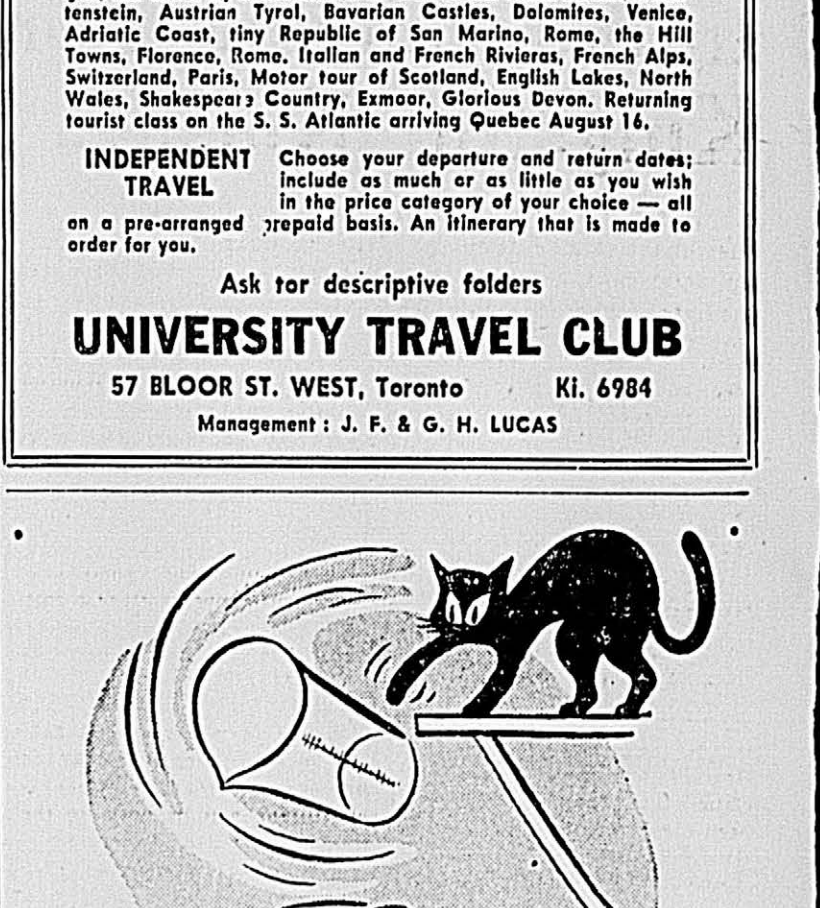 tenstein, Austrian Tyrol, Bavarian Castles, Dolomites, Venice,
Adriatic Coast, tiny Republic of San Marino, Rome, the Hill
Towns, Florence, Rome. Italian and French Rivieras, French Alps,
Switzerland, Paris, Motor tour of Scotland, English Lakes, North
Wales, Shakespeare Country, Exmoor, Glorious Devon. Returning
tourist class on the S. S. Atlantic arriving Quebec August 16.
INDEPENDENT TRAVEL
Choose your departure and return dates;
include as much or as little as you wish
in the price category of your choice — all
on a pre-arranged prepaid basis. An itinerary that is made to
order for you.
Ask for descriptive folders
UNIVERSITY TRAVEL CLUB
57 BLOOR ST. WEST, Toronto Ki. 6984
Management : J. F. & G. H. LUCAS